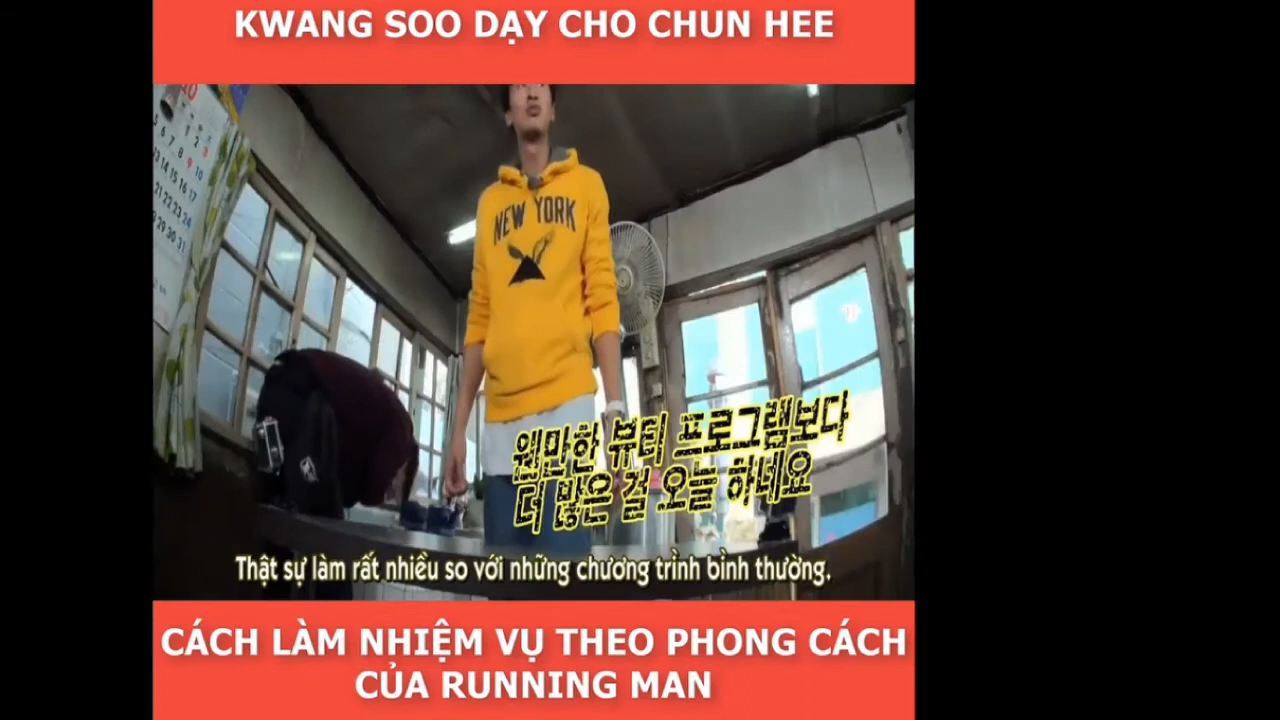 KWANG SOO DẠY CHO CHUN HEE
NEW YORK
웬만한 뷰티 프로그램보다
더 많은 걸 오늘 하네요
Thật sự làm rất nhiều so với những chương trình bình thường.
CÁCH LÀM NHIỆM VỤ THEO PHONG CÁCH
CỦA RUNNING MAN